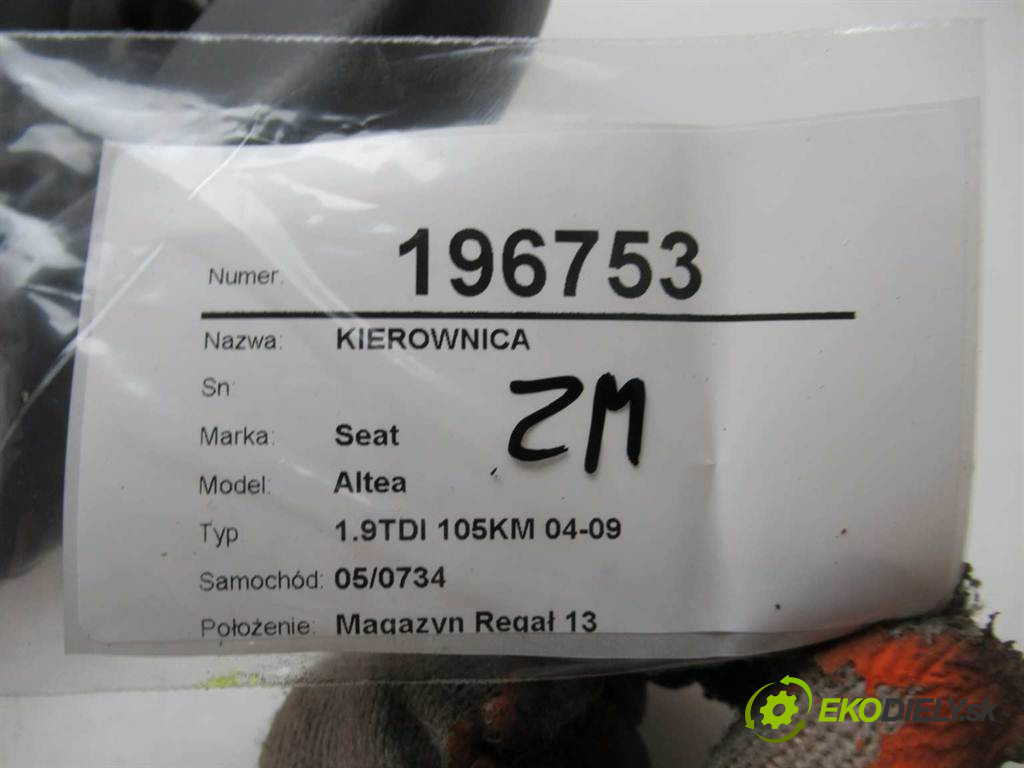 Numer: 196753
Nazwa: KIEROWNICA
Sn:
ZM
Marka: Seat
Model: Altea
Typ 1.9TDI 105KM 04-09
Samochód: 05/0734
Położenie: Magazyn Regał 13
EKODIELY.sk